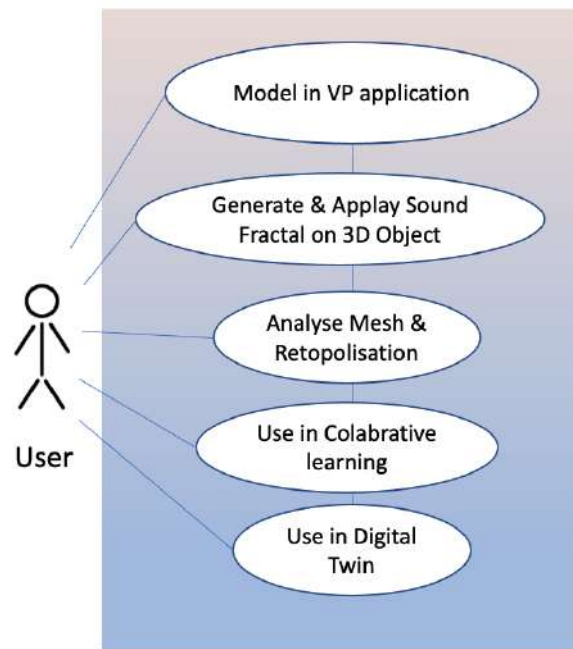 Model in VP application
Generate & Applay Sound
Fractal on 3D Object
Analyse Mesh &
Retopolisation
Use in Colabrative
learning
User
Use in Digital
Twin